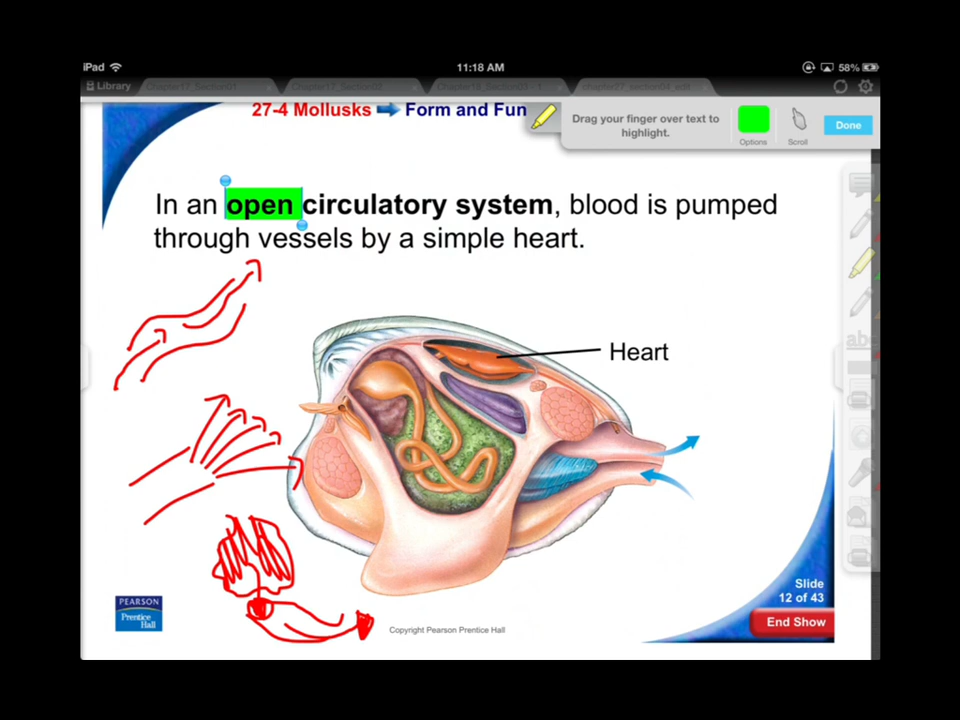 iPad
11:18 AM
58%
Library
Chapter17_Section01
27-4 Mollusks
Form and Fun
Drag your finger over text to
highlight.
Options
Scroll
Done
In an open circulatory system, blood is pumped
through vessels by a simple heart.
abc
Heart
PEARSON
Prentice
Hall
Copyright Pearson Prentice Hall
Slide
12 of 43
End Show